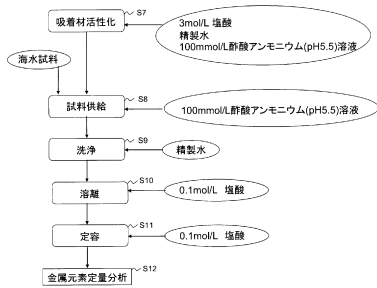 吸着材活性化
S7
3mol/L 塩酸
精製水
100mmol/L酢酸アンモニウム(pH5.5)溶液
海水試料
S8
試料供給
100mmol/L酢酸アンモニウム(pH5.5)溶液
S9
洗浄
精製水
S10
溶離
0.1mol/L 塩酸
S11
定容
0.1mol/L 塩酸
S12
金属元素定量分析